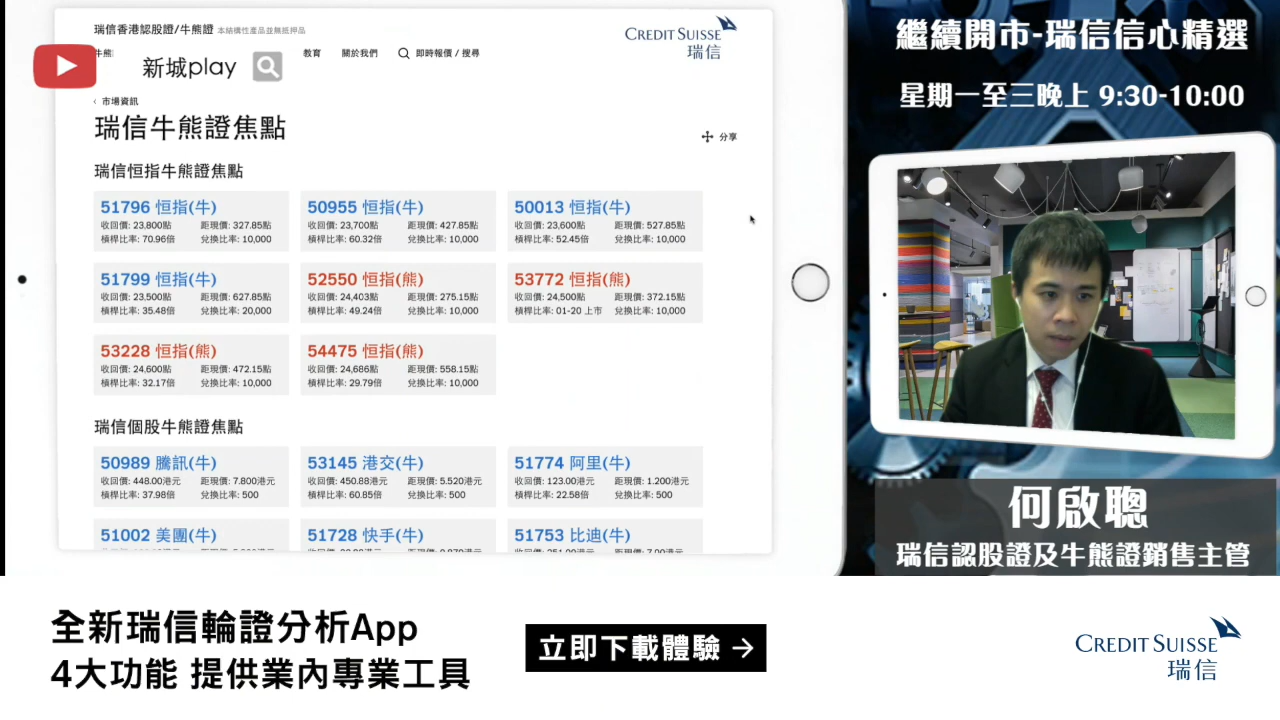 瑞信香港認股證/牛熊證 本結構性產品並無抵押品
CREDIT SUISSE
瑞信
牛熊
新城play
教育 關於我們 即時報價 / 搜尋
‹ 市場資訊
瑞信牛熊證焦點
分享
瑞信恒指牛熊證焦點
51796 恒指(牛) 50955 恒指(牛) 50013 恒指(牛)
收回價: 23,800點 距現價: 327.85點 收回價: 23,700點 距現價: 427.85點 收回價: 23,600點 距現價: 527.85點
槓桿比率: 70.96倍 兌換比率: 10,000 槓桿比率: 60.32倍 兌換比率: 10,000 槓桿比率: 52.45倍 兌換比率: 10,000
51799 恒指(牛) 52550 恒指(熊) 53772 恒指(熊)
收回價: 23,500點 距現價: 627.85點 收回價: 24,403點 距現價: 275.15點 收回價: 24,500點 距現價: 372.15點
槓桿比率: 35.48倍 兌換比率: 20,000 槓桿比率: 49.24倍 兌換比率: 10,000 槓桿比率: 01-20 上市 兌換比率: 10,000
53228 恒指(熊) 54475 恒指(熊)
收回價: 24,600點 距現價: 472.15點 收回價: 24,686點 距現價: 558.15點
槓桿比率: 32.17倍 兌換比率: 10,000 槓桿比率: 29.79倍 兌換比率: 10,000
瑞信個股牛熊證焦點
50989 騰訊(牛) 53145 港交(牛) 51774 阿里(牛)
收回價: 448.00港元 距現價: 7.800港元 收回價: 450.88港元 距現價: 5.520港元 收回價: 123.00港元 距現價: 1.200港元
槓桿比率: 37.98倍 兌換比率: 500 槓桿比率: 60.85倍 兌換比率: 500 槓桿比率: 22.58倍 兌換比率: 500
51002 美團(牛) 51728 快手(牛) 51753 比迪(牛)
繼續開市-瑞信信心精選
星期一至三晚上 9:30-10:00
何啟聰
瑞信認股證及牛熊證銷售主管
全新瑞信輪證分析App
4大功能 提供業內專業工具
立即下載體驗 →
CREDIT SUISSE
瑞信